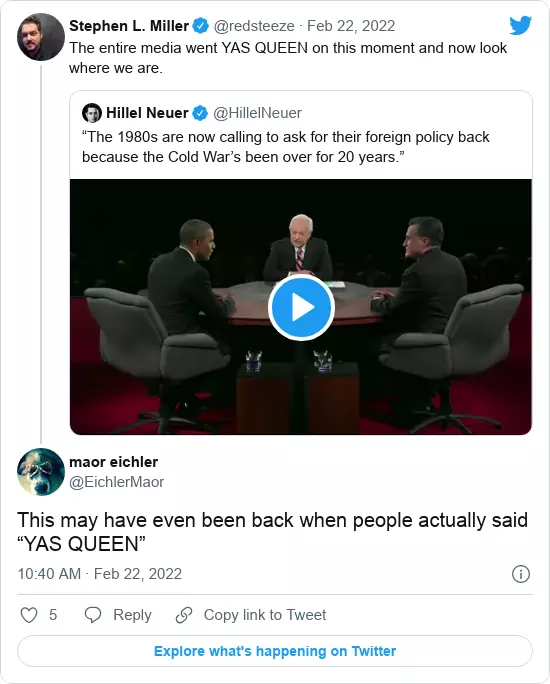 Stephen L. Miller @redsteeze · Feb 22, 2022
The entire media went YAS QUEEN on this moment and now look
where we are.
Hillel Neuer @HillelNeuer
“The 1980s are now calling to ask for their foreign policy back
because the Cold War’s been over for 20 years.”
maor eichler
@EichlerMaor
This may have even been back when people actually said
“YAS QUEEN”
10:40 AM · Feb 22, 2022
5 Reply Copy link to Tweet
Explore what's happening on Twitter